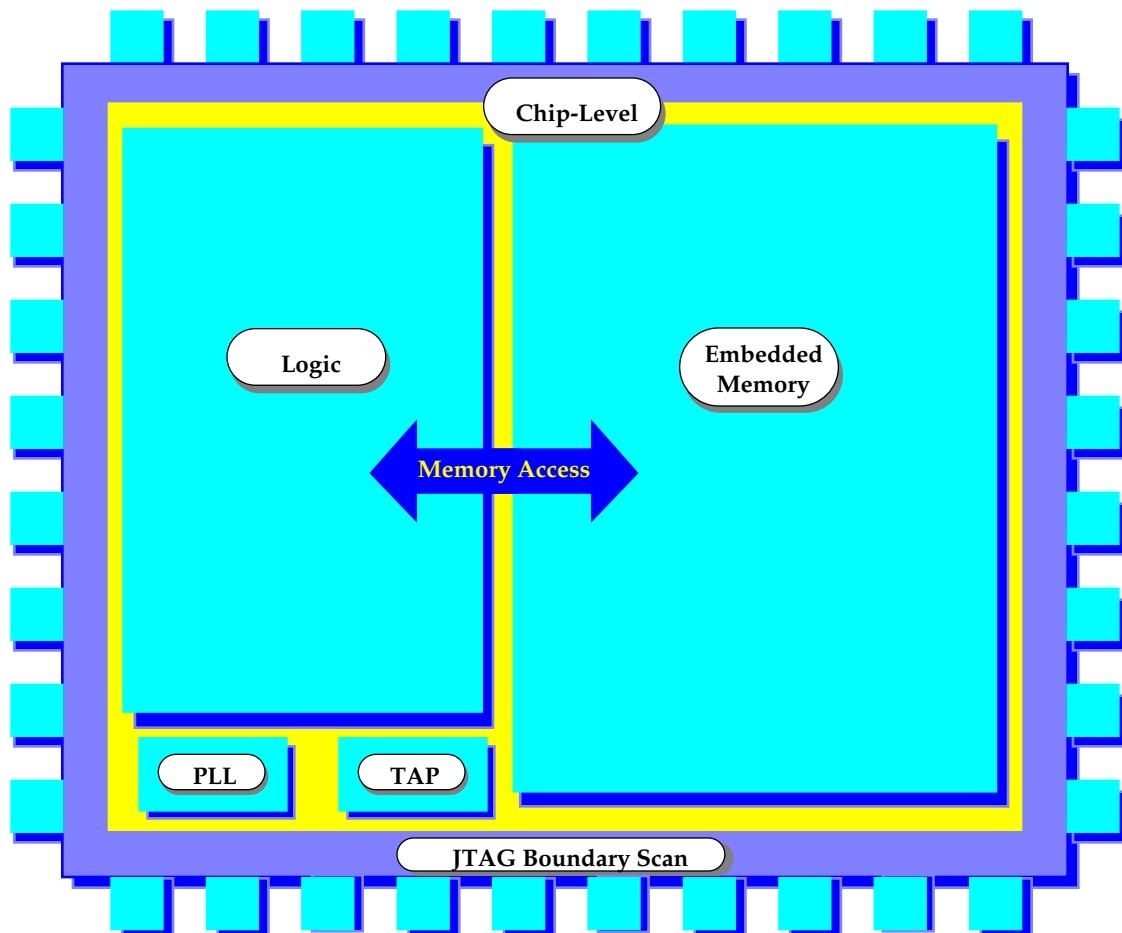 Chip-Level
Logic
Embedded
Memory
Memory Access
PLL
TAP
JTAG Boundary Scan